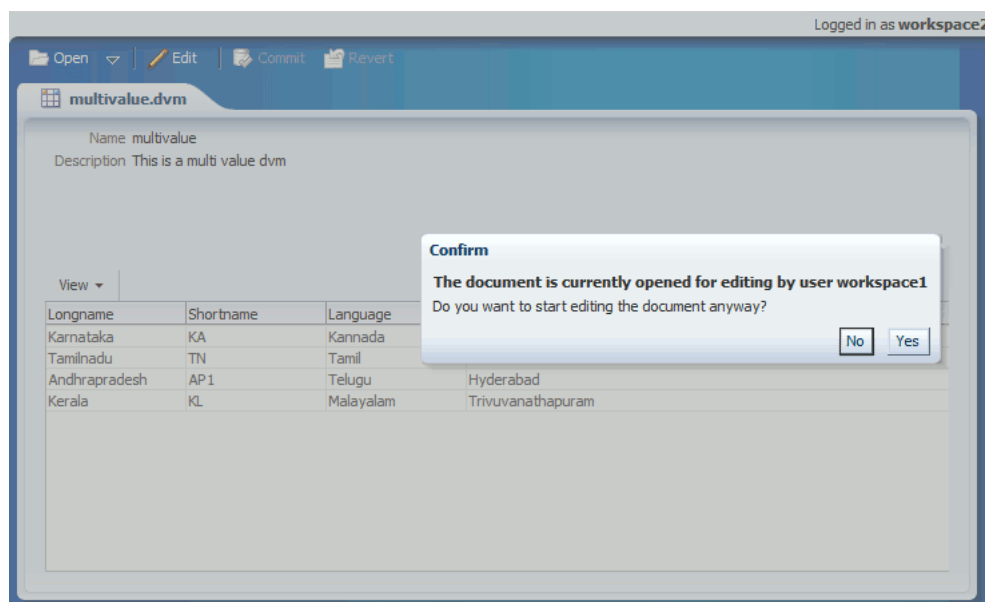 Logged in as workspace2
Open Edit Commit Revert
multivalue.dvm
Name multivalue
Description This is a multi value dvm
Confirm
The document is currently opened for editing by user workspace1
Do you want to start editing the document anyway?
No Yes
View
Longname Shortname Language
Karnataka KA Kannada
Tamilnadu TN Tamil
Andhrapradesh AP1 Telugu Hyderabad
Kerala KL Malayalam Trivuvanathapuram